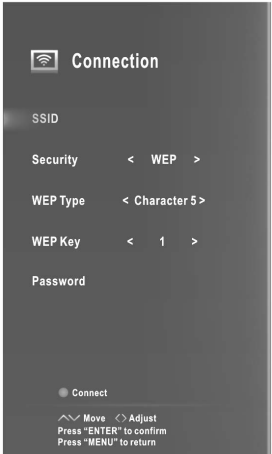 Connection
SSID
Security < WEP >
WEP Type < Character 5 >
WEP Key < 1 >
Password
Connect
Move <> Adjust
Press “ENTER” to confirm
Press “MENU” to return